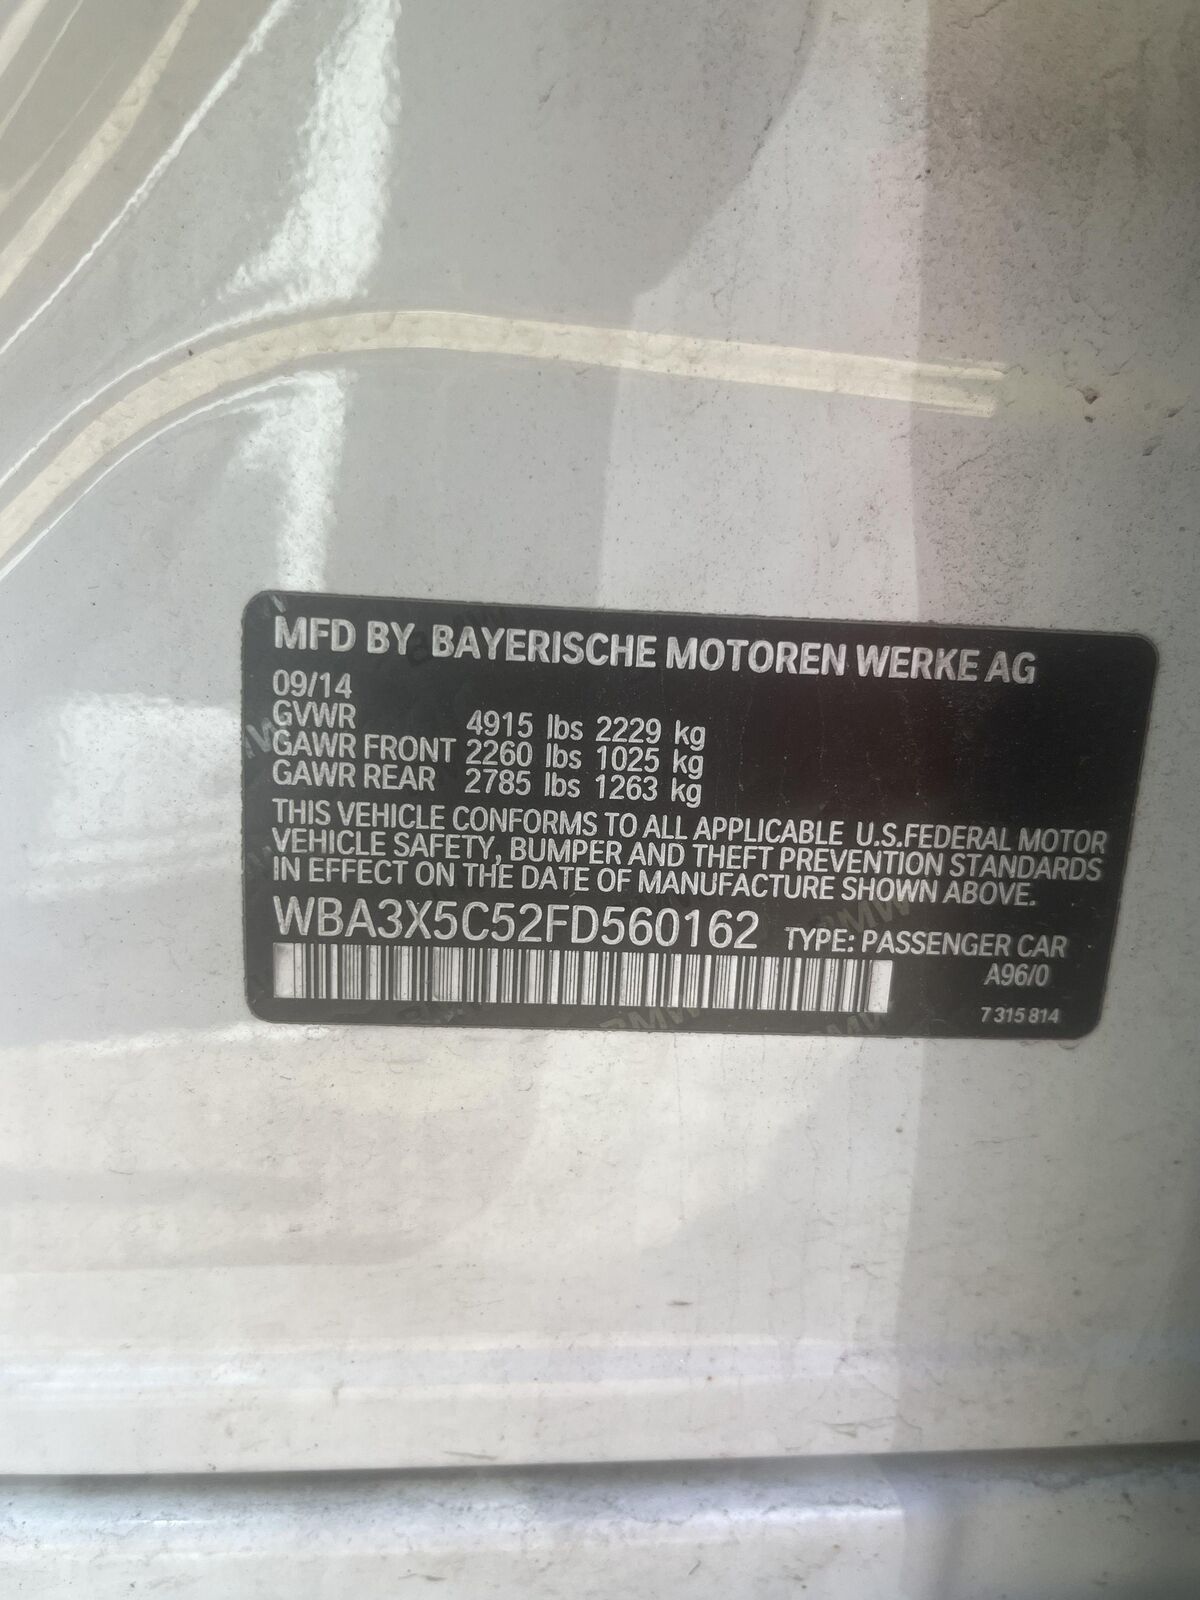 MFD BY BAYERISCHE MOTOREN WERKE AG
09/14
GVWR 4915 lbs 2229 kg
GAWR FRONT 2260 lbs 1025 kg
GAWR REAR 2785 lbs 1263 kg
THIS VEHICLE CONFORMS TO ALL APPLICABLE U.S.FEDERAL MOTOR
VEHICLE SAFETY, BUMPER AND THEFT PREVENTION STANDARDS
IN EFFECT ON THE DATE OF MANUFACTURE SHOWN ABOVE.
WBA3X5C52FD560162 TYPE: PASSENGER CAR
A96/0
7 315 814